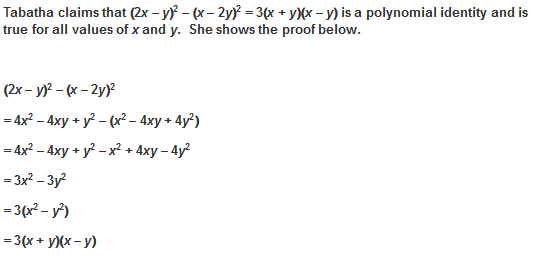 Tabatha claims that (2x – y)² – (x – 2y)² = 3(x + y)(x – y) is a polynomial identity and is
true for all values of x and y.  She shows the proof below.
(2x – y)² – (x – 2y)²
= 4x² – 4xy + y² – (x² – 4xy + 4y²)
= 4x² – 4xy + y² – x² + 4xy – 4y²
= 3x² – 3y²
= 3(x² – y²)
= 3(x + y)(x – y)